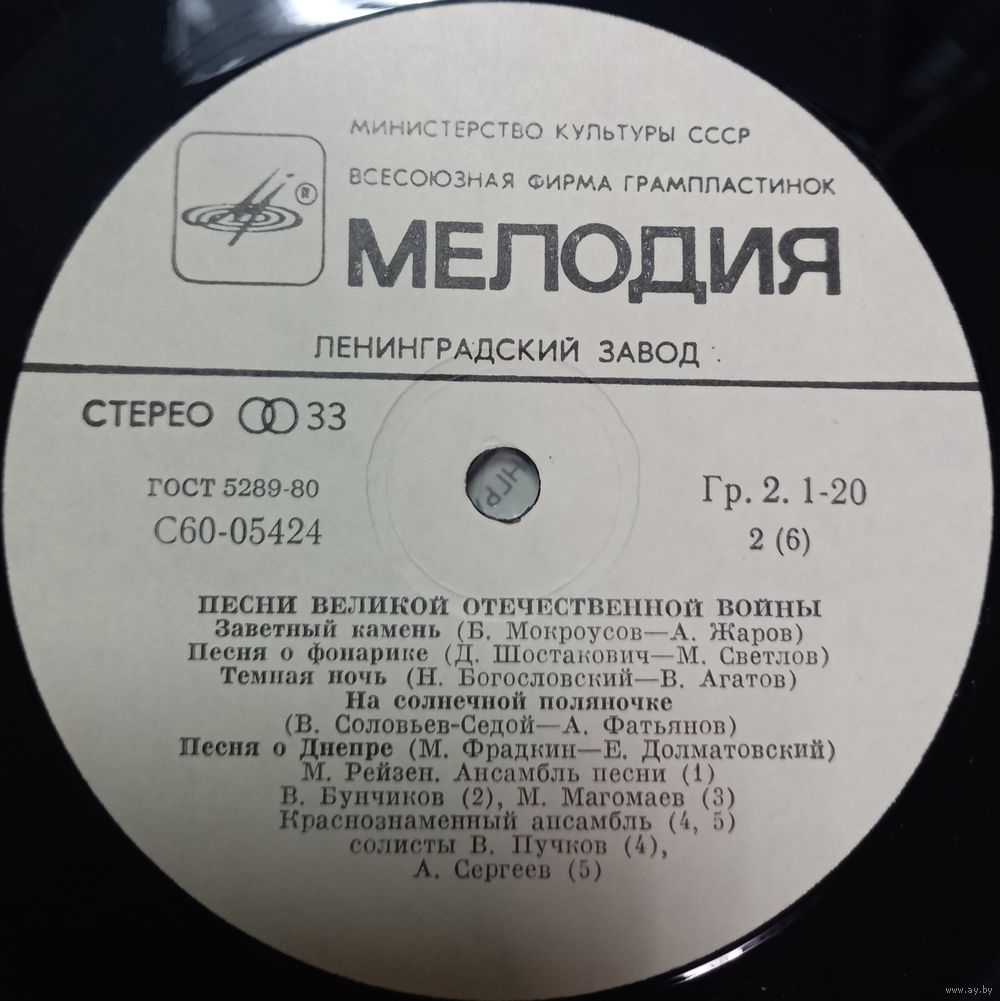 МИНИСТЕРСТВО КУЛЬТУРЫ СССР
ВСЕСОЮЗНАЯ ФИРМА ГРАМПЛАСТИНОК
МЕЛОДИЯ
ЛЕНИНГРАДСКИЙ ЗАВОД
СТЕРЕО 33
ГОСТ 5289-80
С60-05424
Гр. 2. 1-20
2 (6)
ПЕСНИ ВЕЛИКОЙ ОТЕЧЕСТВЕННОЙ ВОЙНЫ
Заветный камень (Б. Мокроусов—А. Жаров)
Песня о фонарике (Д. Шостакович—М. Светлов)
Темная ночь (Н. Богословский—В. Агатов)
На солнечной поляночке
(В. Соловьев-Седой—А. Фатьянов)
Песня о Днепре (М. Фрадкин—Е. Долматовский)
М. Рейзен. Ансамбль песни (1)
В. Бунчиков (2), М. Магомаев (3)
Краснознаменный ансамбль (4, 5)
солисты В. Пучков (4),
А. Сергеев (5)
www.ay.by